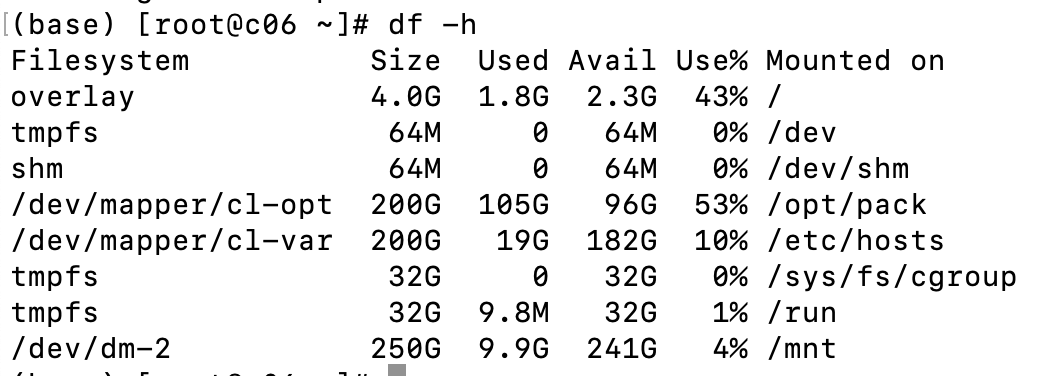 (base) [root@c06 ~]# df -h
Filesystem Size Used Avail Use% Mounted on
overlay 4.0G 1.8G 2.3G 43% /
tmpfs 64M 0 64M 0% /dev
shm 64M 0 64M 0% /dev/shm
/dev/mapper/cl-opt 200G 105G 96G 53% /opt/pack
/dev/mapper/cl-var 200G 19G 182G 10% /etc/hosts
tmpfs 32G 0 32G 0% /sys/fs/cgroup
tmpfs 32G 9.8M 32G 1% /run
/dev/dm-2 250G 9.9G 241G 4% /mnt